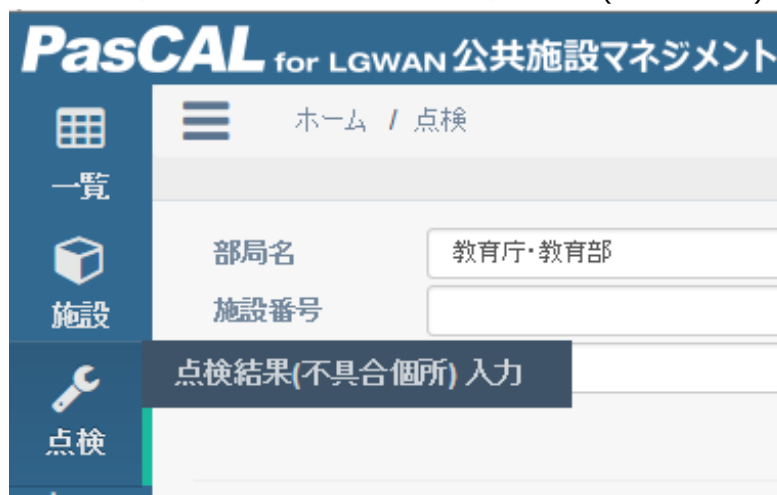 PasCAL for LGWAN 公共施設マネジメント
ホーム / 点検
一覧
部局名
教育庁・教育部
施設
施設番号
点検結果(不具合個所) 入力
点検